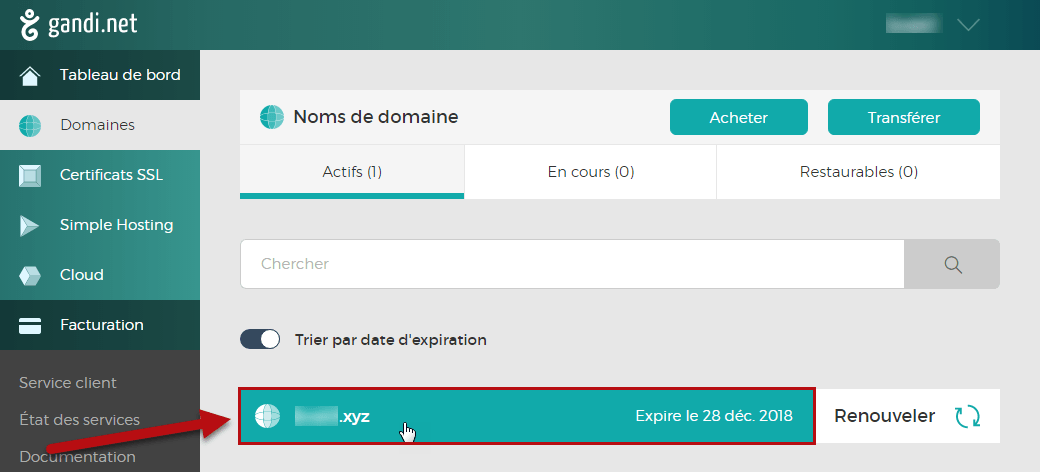 gandi.net
Tableau de bord
Domaines
Certificats SSL
Simple Hosting
Cloud
Facturation
Service client
État des services
Documentation
Noms de domaine
Acheter
Transférer
Actifs (1)
En cours (0)
Restaurables (0)
Chercher
Trier par date d'expiration
.xyz
Expire le 28 déc. 2018
Renouveler